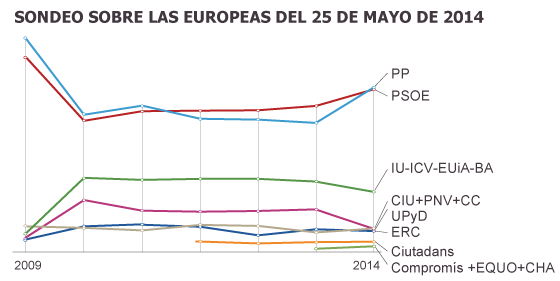 SONDEO SOBRE LAS EUROPEAS DEL 25 DE MAYO DE 2014
PP
PSOE
IU-ICV-EUiA-BA
CIU+PNV+CC
UPyD
ERC
Ciutadans
Compromís +EQUO+CHA
2009
2014